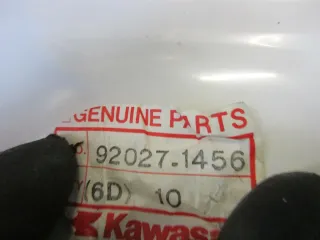 GENUINE PARTS
92027-1456
(6D) 10
Kawas